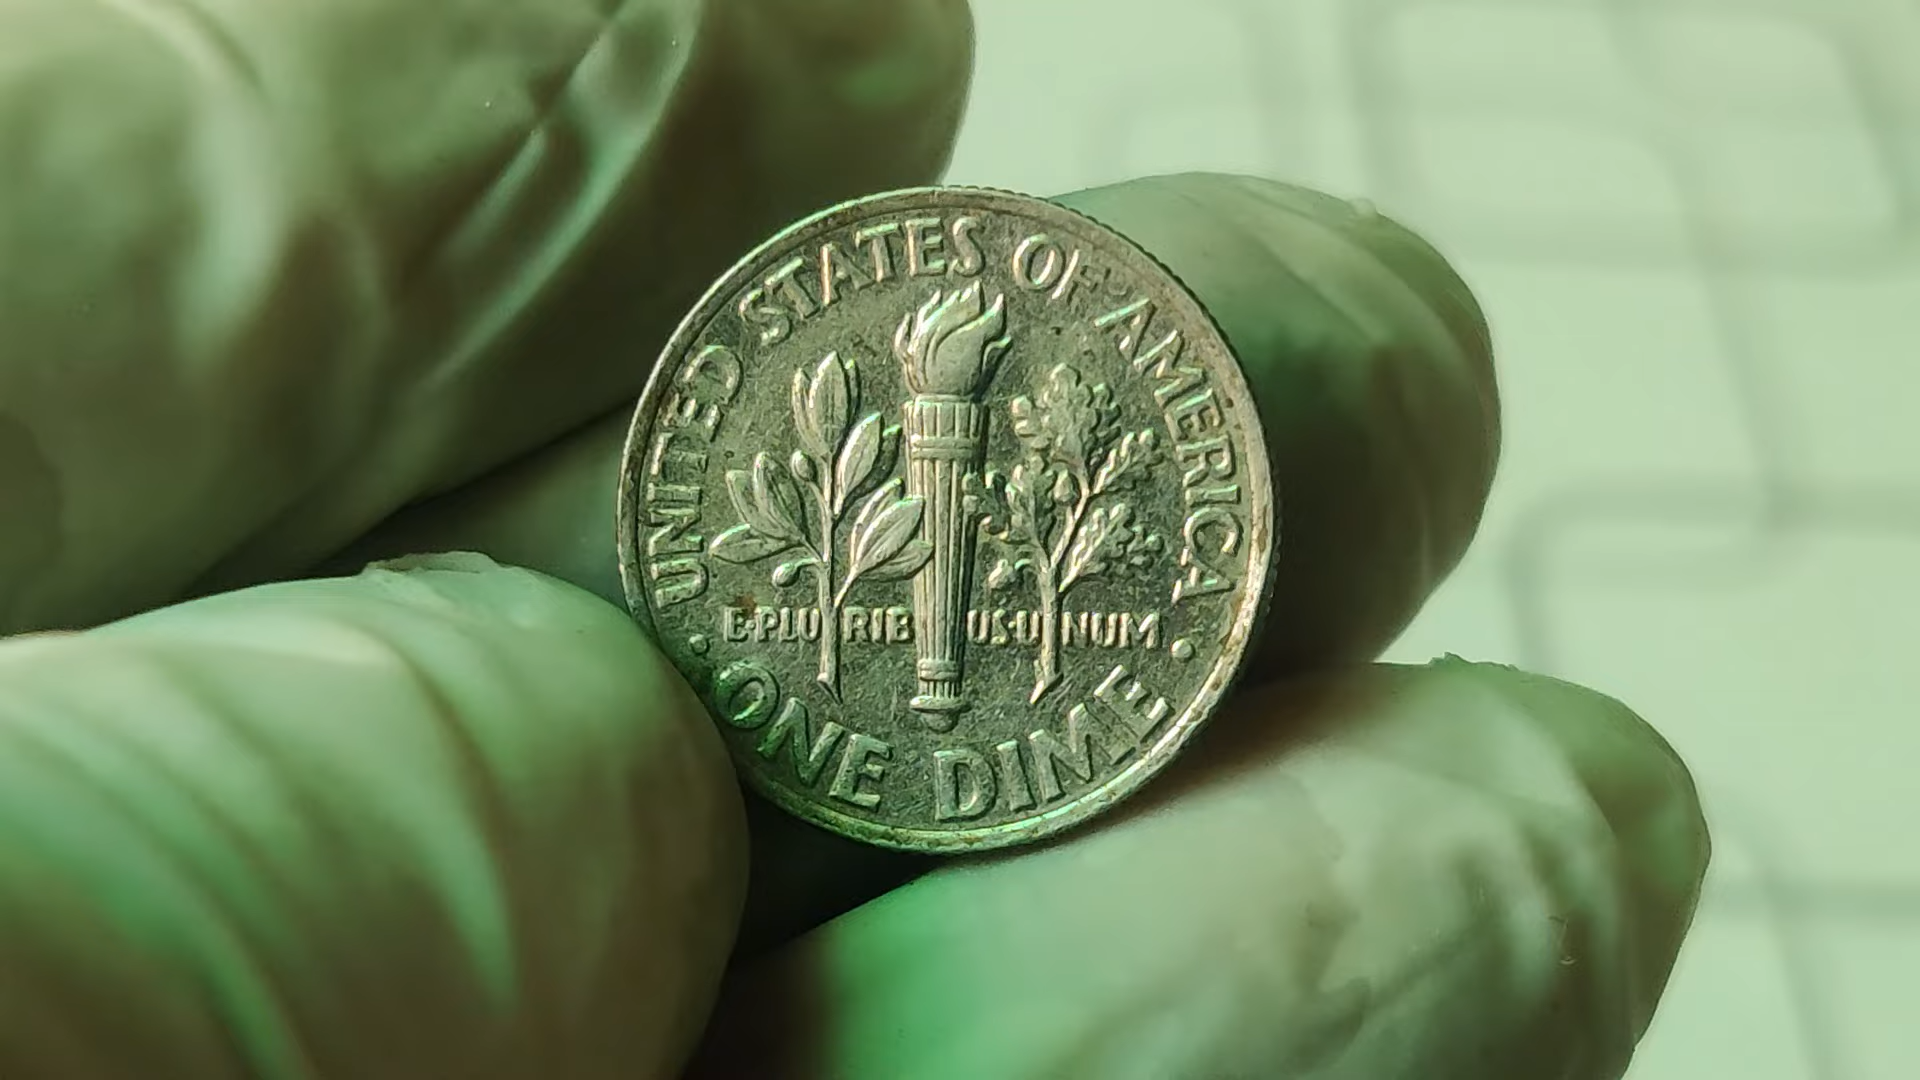 UNITED STATES OF AMERICA
E·PLURIBUS·UNUM
· ONE DIME ·